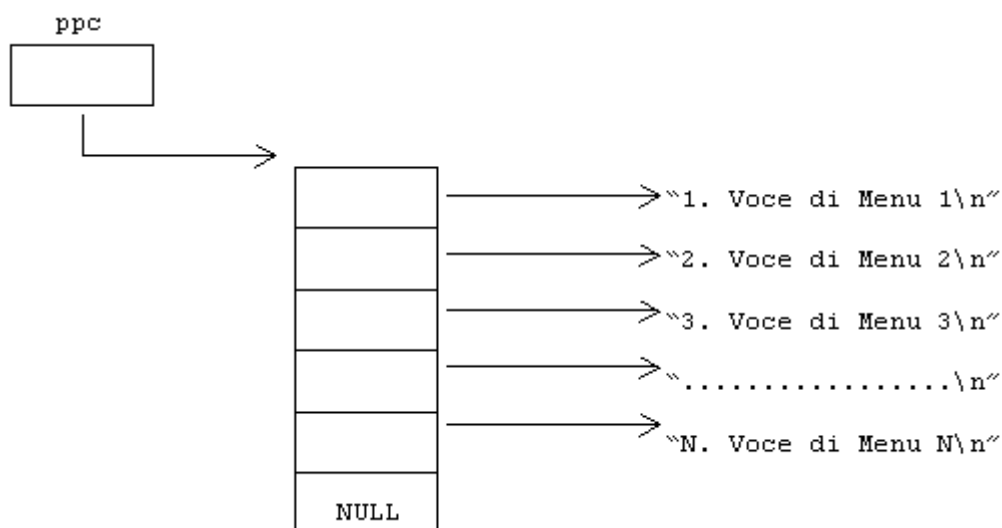 ppc
“1. Voce di Menu 1\n”
“2. Voce di Menu 2\n”
“3. Voce di Menu 3\n”
“.................\n”
“N. Voce di Menu N\n”
NULL